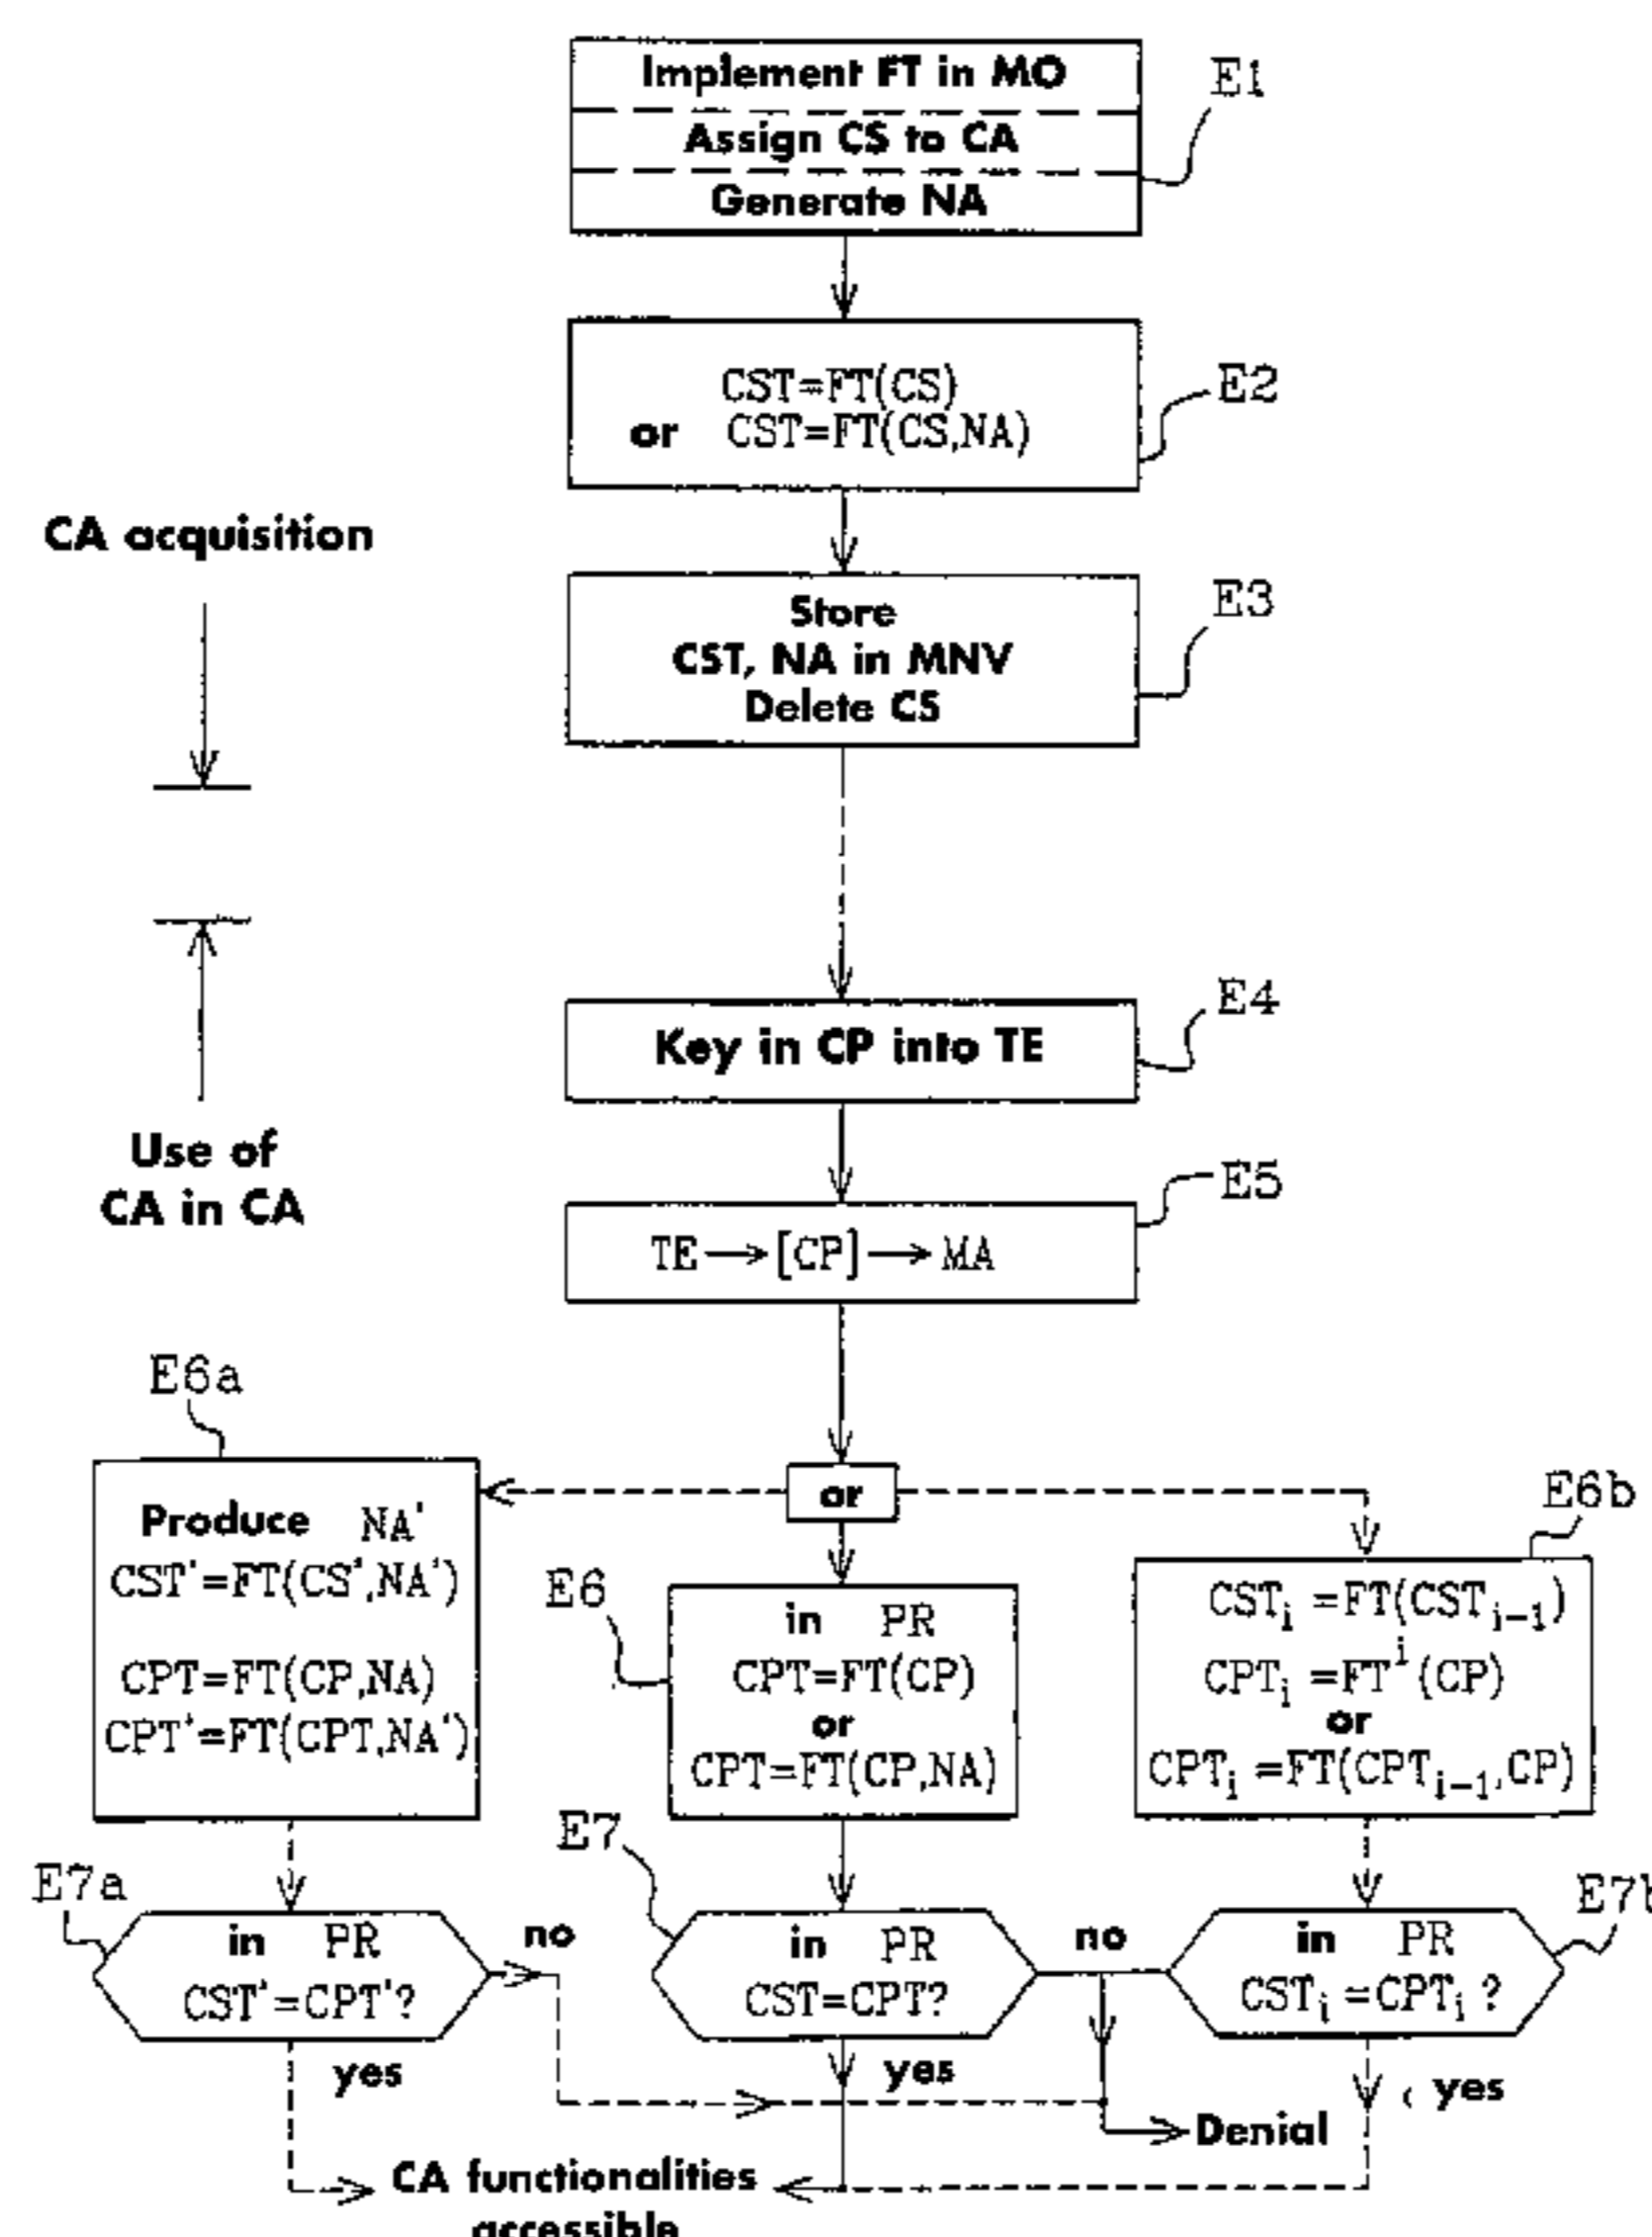 Implement FT in MO
E1
Assign CS to CA
Generate NA
CST=FT(CS)
E2
or CST=FT(CS,NA)
CA acquisition
Store
E3
CST, NA in MNV
Delete CS
Key in CP into TE
E4
Use of
CA in CA
TE→[CP]→MA
E5
E6a
or
E6b
Produce NA'
CST'=FT(CS',NA')
CPT=FT(CP,NA)
CPT'=FT(CPT,NA')
E6
in PR
CPT=FT(CP)
or
CPT=FT(CP,NA)
CSTi =FT(CSTi-1)
CPTi =FT^i (CP)
or
CPTi =FT(CPTi-1,CP)
E7a
in PR
CST'=CPT'?
no
yes
E7
in PR
CST=CPT?
no
yes
E7b
in PR
CSTi =CPTi ?
yes
Denial
CA functionalities
accessible